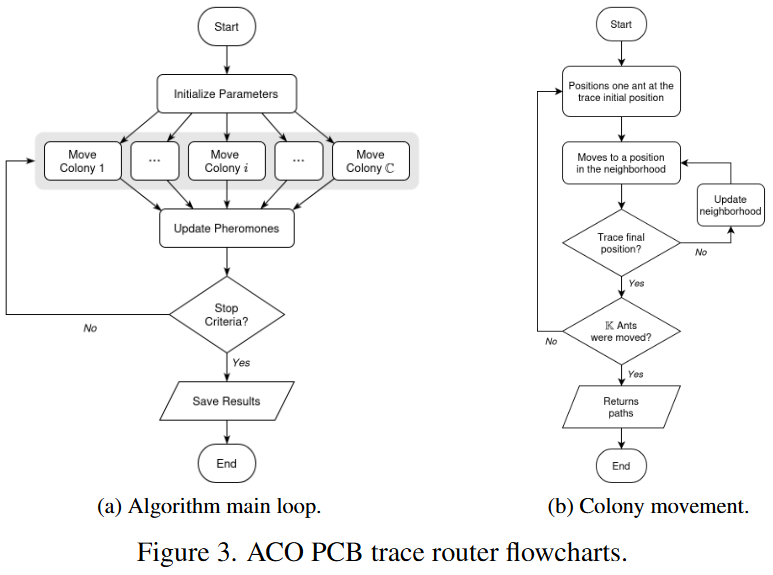 Start
Initialize Parameters
Move
Colony 1
...
Move
Colony i
...
Move
Colony ℂ
Update Pheromones
Stop
Criteria?
No
Yes
Save Results
End
(a) Algorithm main loop.
Start
Positions one ant at the
trace initial position
Moves to a position
in the neighborhood
Update
neighborhood
Trace final
position?
No
Yes
𝕂 Ants
were moved?
No
Yes
Returns
paths
End
(b) Colony movement.
Figure 3. ACO PCB trace router flowcharts.